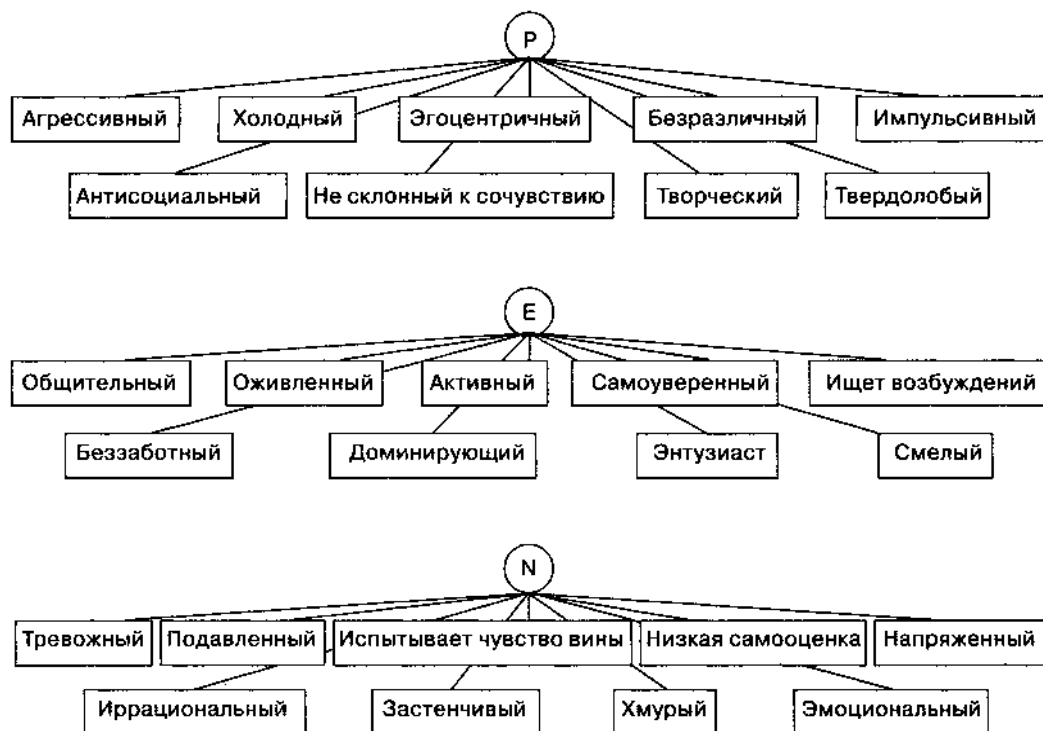 P
Агрессивный Холодный Эгоцентричный Безразличный Импульсивный
Антисоциальный Не склонный к сочувствию Творческий Твердолобый
E
Общительный Оживленный Активный Самоуверенный Ищет возбуждений
Беззаботный Доминирующий Энтузиаст Смелый
N
Тревожный Подавленный Испытывает чувство вины Низкая самооценка Напряженный
Иррациональный Застенчивый Хмурый Эмоциональный